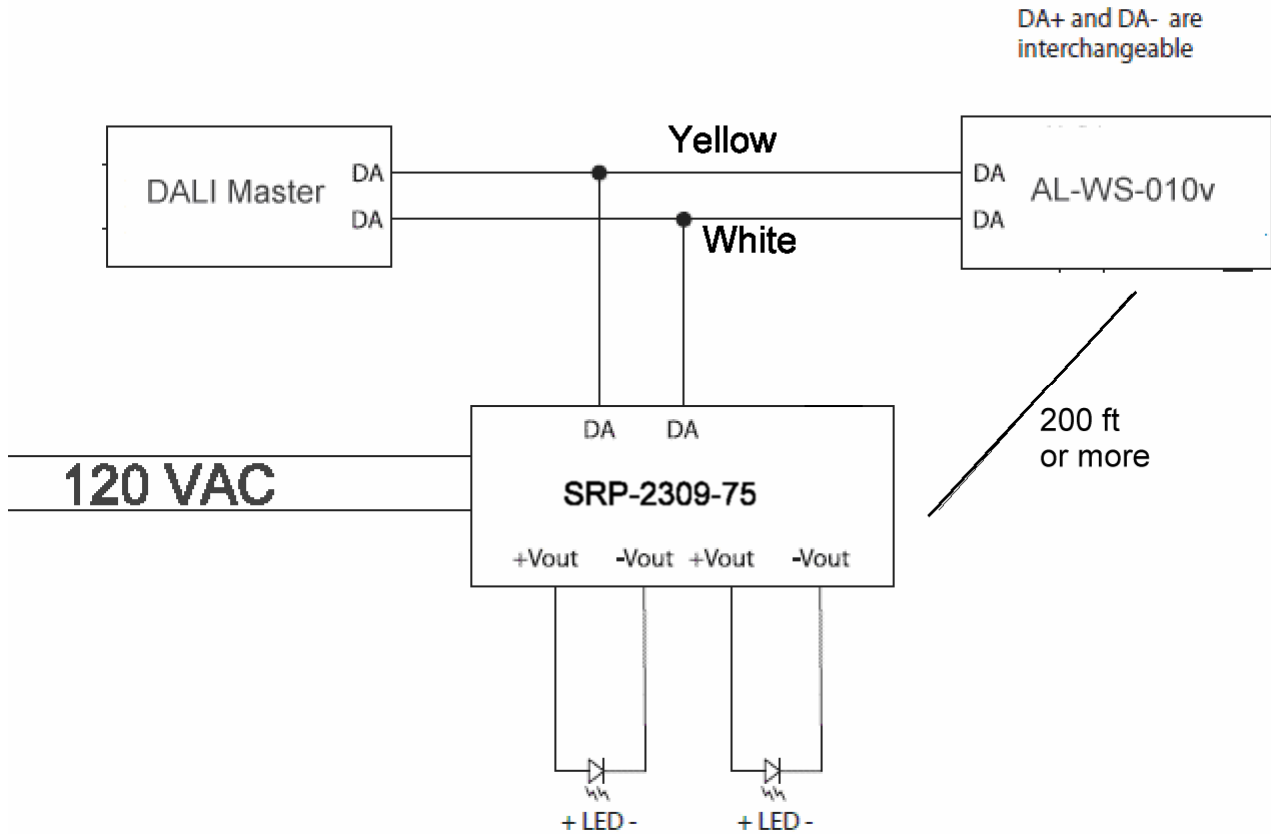 DA+ and DA- are
interchangeable
Yellow
DALI Master
DA
DA
DA
DA
AL-WS-010v
White
DA DA
200 ft
or more
120 VAC
SRP-2309-75
+Vout -Vout +Vout -Vout
+ LED - + LED -